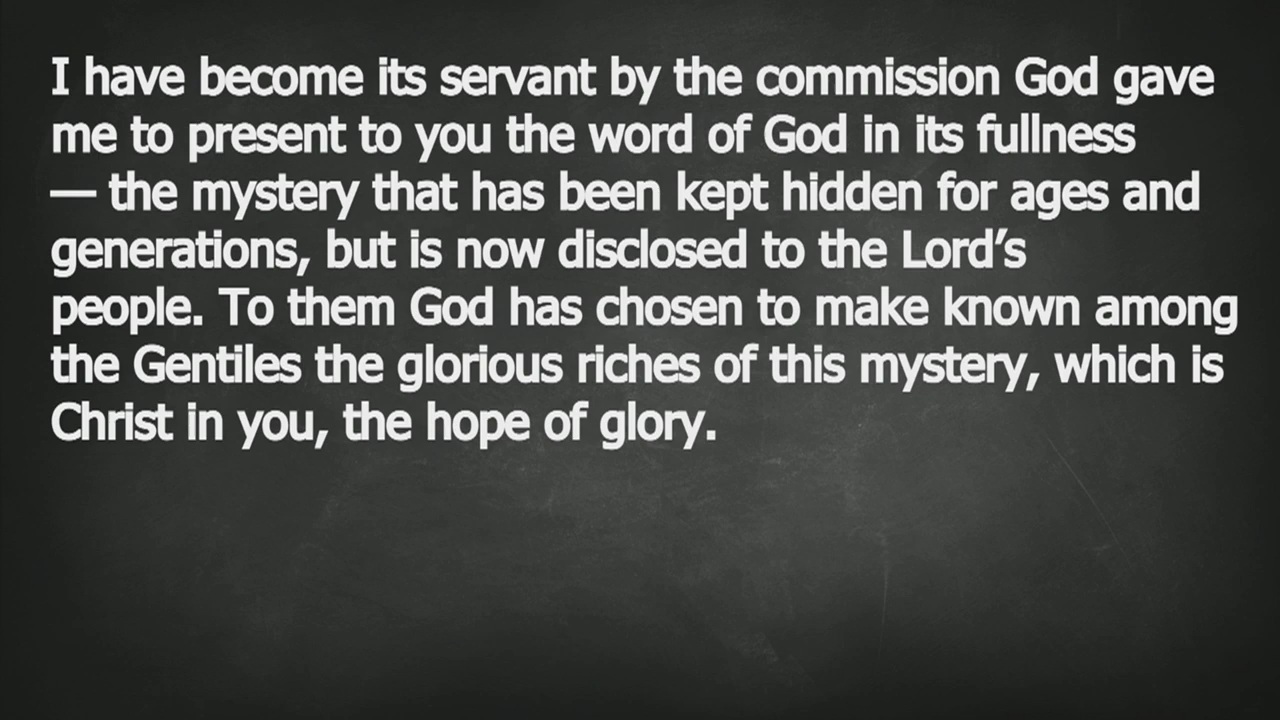 I have become its servant by the commission God gave
me to present to you the word of God in its fullness
— the mystery that has been kept hidden for ages and
generations, but is now disclosed to the Lord’s
people. To them God has chosen to make known among
the Gentiles the glorious riches of this mystery, which is
Christ in you, the hope of glory.